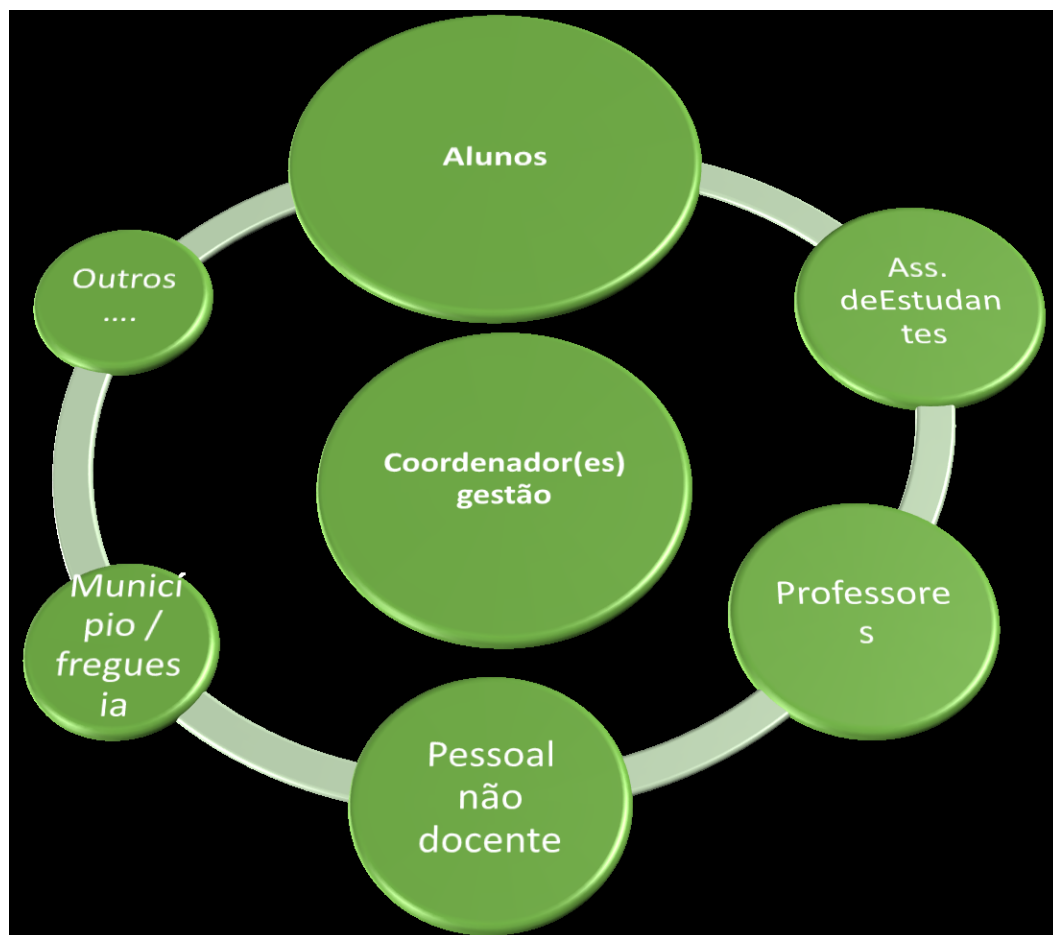 Alunos
Ass.
deEstudan
tes
Professore
s
Pessoal
não
docente
Municí
pio /
fregues
ia
Outros
....
Coordenador(es)
gestão